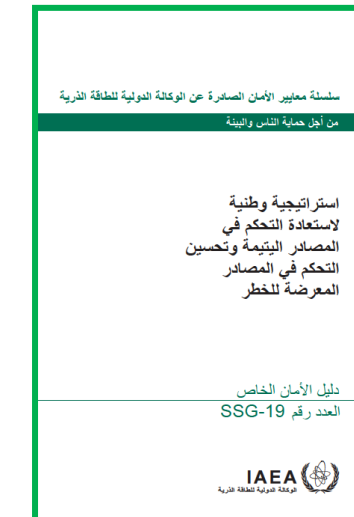 سلسلة معايير الأمان الصادرة عن الوكالة الدولية للطاقة الذرية
من أجل حماية الناس والبيئة
استراتيجية وطنية
لاستعادة التحكم في
المصادر اليتيمة وتحسين
التحكم في المصادر
المعرضة للخطر
دليل الأمان الخاص
العدد رقم SSG-19
IAEA
الوكالة الدولية للطاقة الذرية